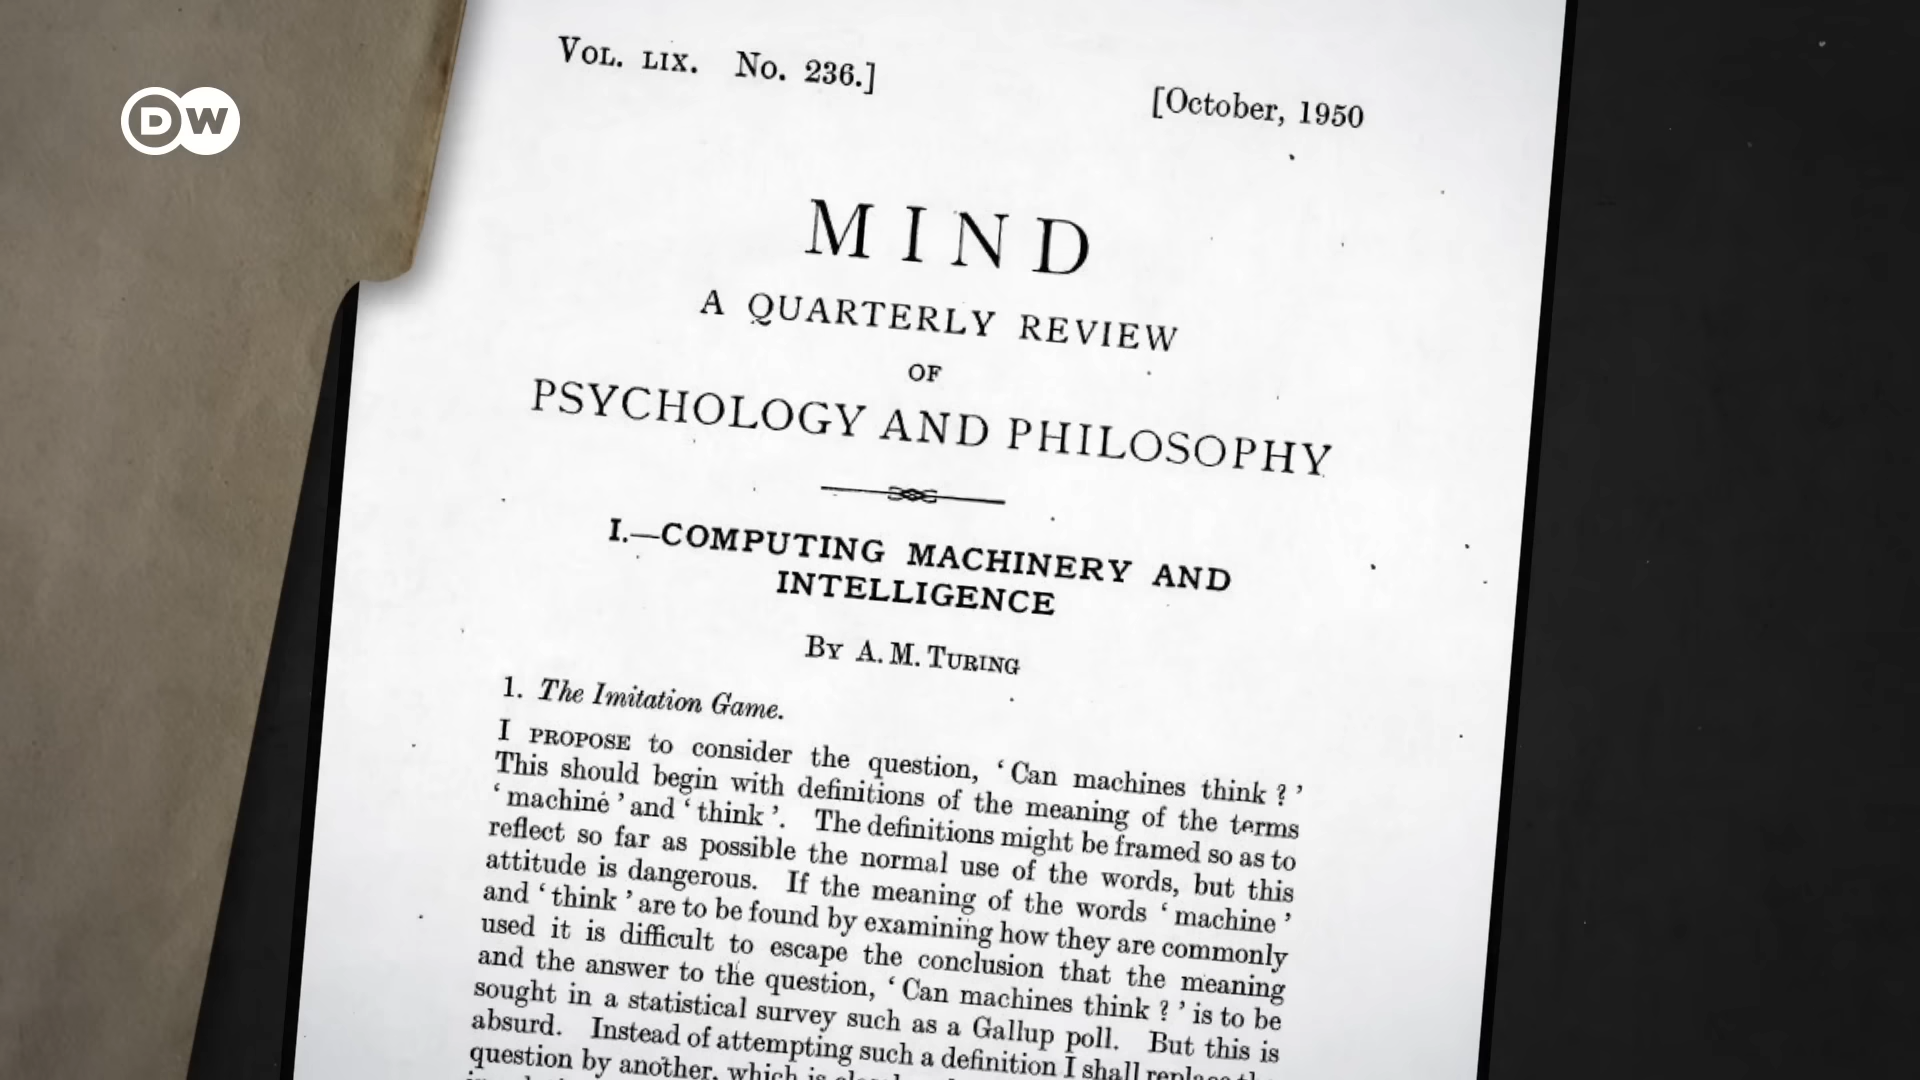 DW
VOL. LIX. No. 236.]
[October, 1950
MIND
A QUARTERLY REVIEW
OF
PSYCHOLOGY AND PHILOSOPHY
I.—COMPUTING MACHINERY AND
INTELLIGENCE
BY A. M. TURING
1. The Imitation Game.
I PROPOSE to consider the question, ‘Can machines think?’
This should begin with definitions of the meaning of the terms
‘machine’ and ‘think’. The definitions might be framed so as to
reflect so far as possible the normal use of the words, but this
attitude is dangerous. If the meaning of the words ‘machine’
and ‘think’ are to be found by examining how they are commonly
used it is difficult to escape the conclusion that the meaning
and the answer to the question, ‘Can machines think?’ is to be
sought in a statistical survey such as a Gallup poll. But this is
absurd. Instead of attempting such a definition I shall replace
question by another, which is